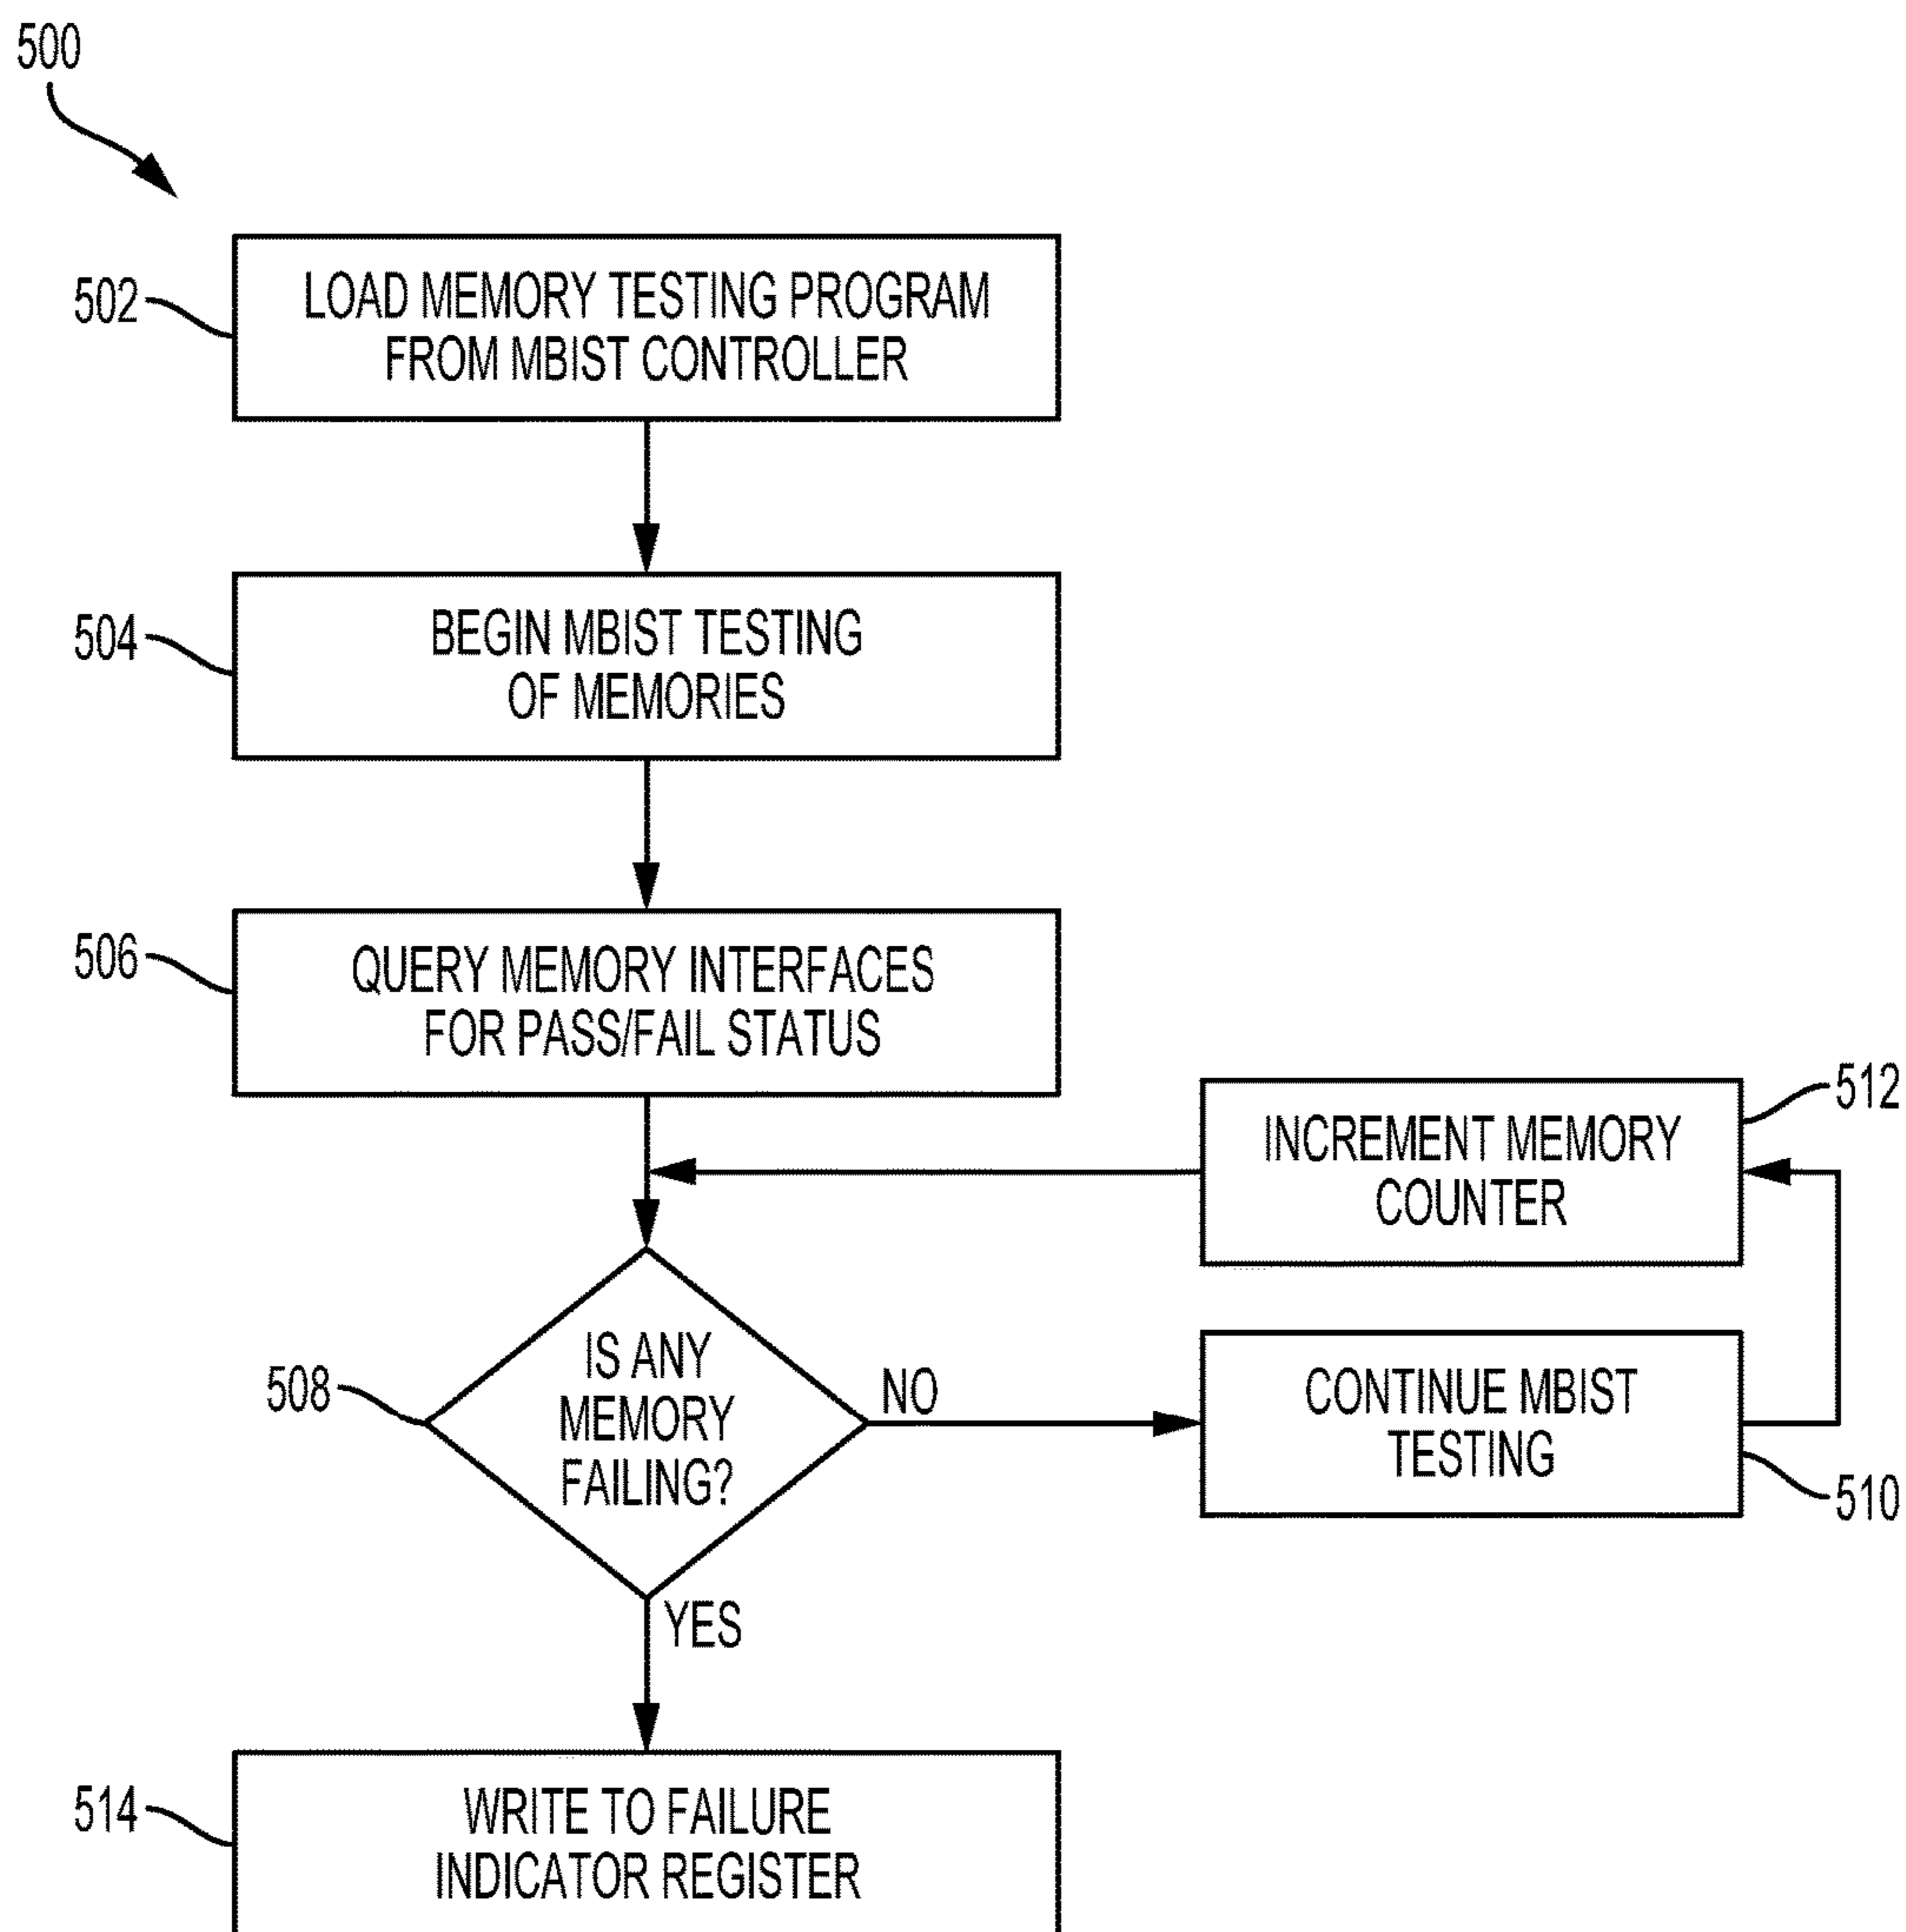 500
502
LOAD MEMORY TESTING PROGRAM
FROM MBIST CONTROLLER
504
BEGIN MBIST TESTING
OF MEMORIES
506
QUERY MEMORY INTERFACES
FOR PASS/FAIL STATUS
512
INCREMENT MEMORY
COUNTER
508
IS ANY
MEMORY
FAILING?
NO
CONTINUE MBIST
TESTING
510
YES
514
WRITE TO FAILURE
INDICATOR REGISTER